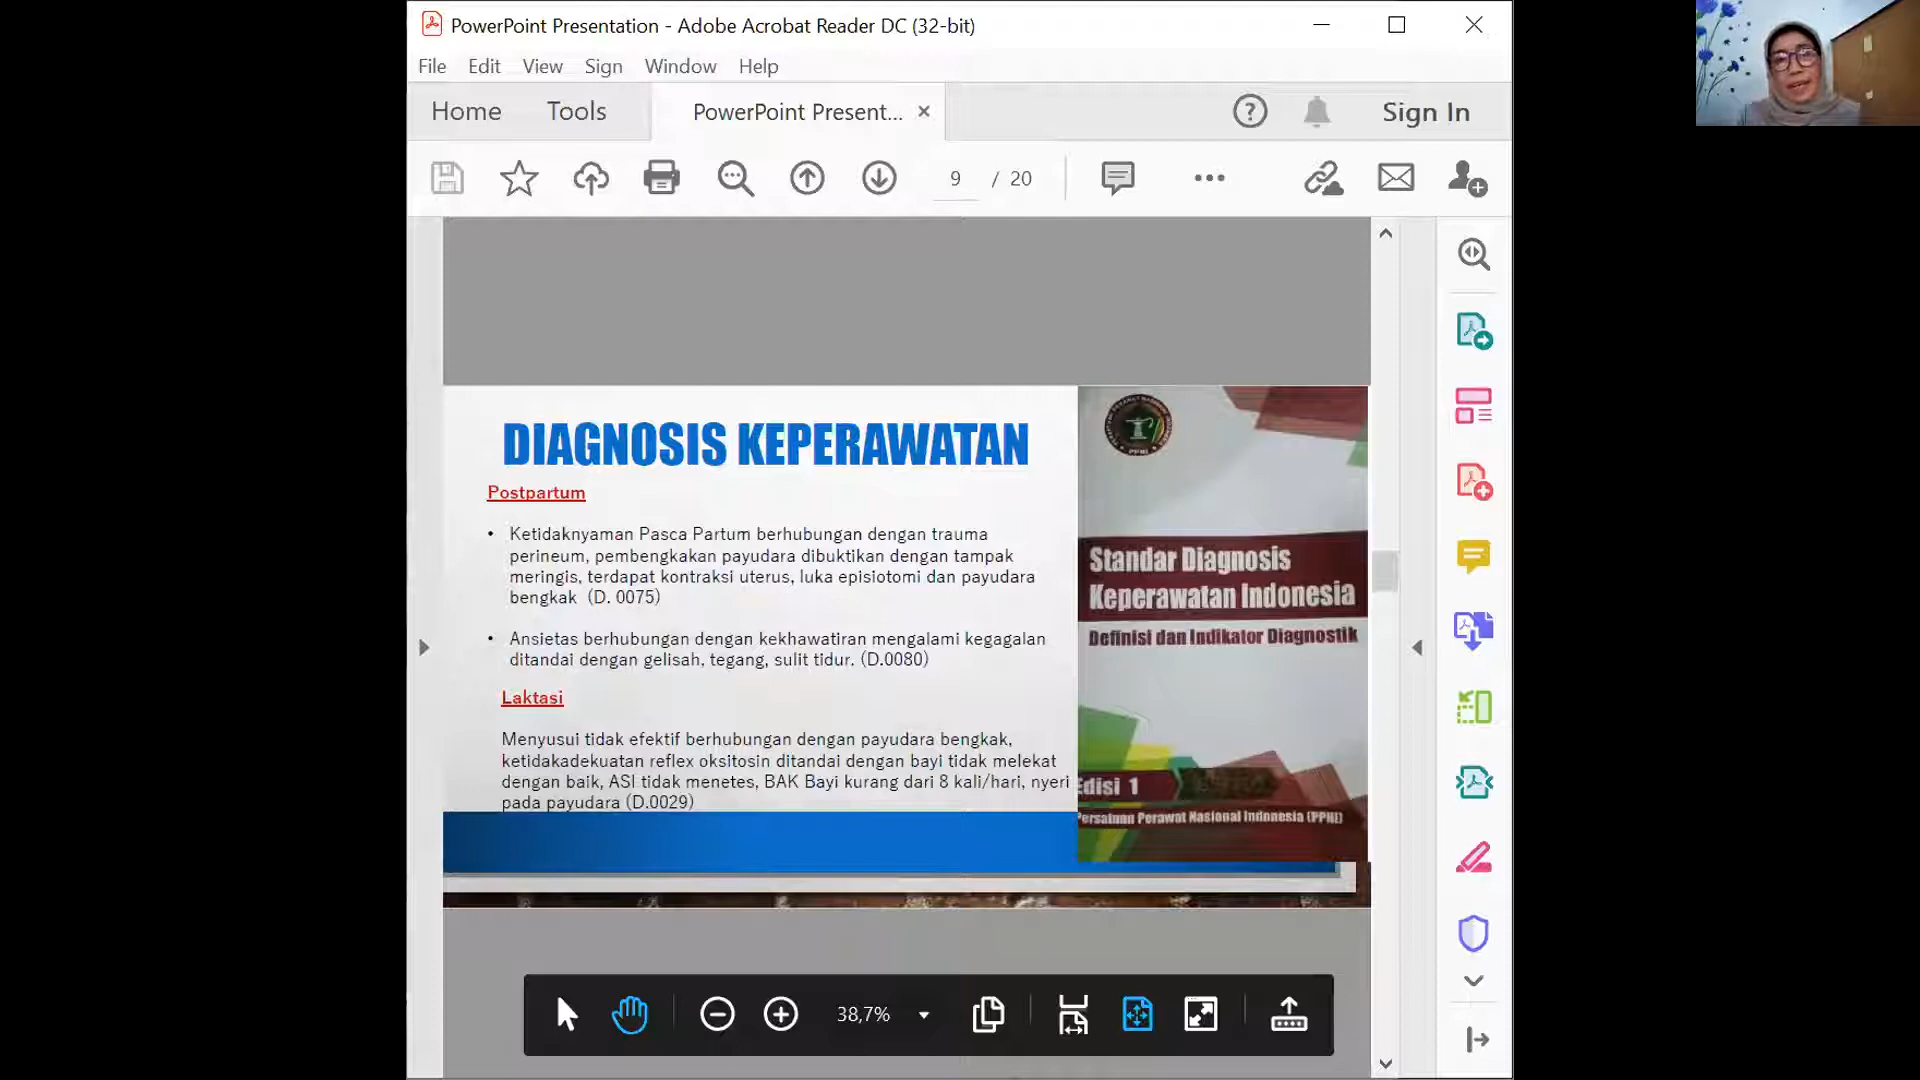 PowerPoint Presentation - Adobe Acrobat Reader DC (32-bit)
File Edit View Sign Window Help
Home Tools PowerPoint Present... Sign In
9 / 20
DIAGNOSIS KEPERAWATAN
Postpartum
• Ketidaknyaman Pasca Partum berhubungan dengan trauma
perineum, pembengkakan payudara dibuktikan dengan tampak
meringis, terdapat kontraksi uterus, luka episiotomi dan payudara
bengkak (D. 0075)
• Ansietas berhubungan dengan kekhawatiran mengalami kegagalan
ditandai dengan gelisah, tegang, sulit tidur. (D.0080)
Laktasi
Menyusui tidak efektif berhubungan dengan payudara bengkak,
ketidakadekuatan reflex oksitosin ditandai dengan bayi tidak melekat
dengan baik, ASI tidak menetes, BAK Bayi kurang dari 8 kali/hari, nyeri
pada payudara (D.0029)
PPNI
Standar Diagnosis
Keperawatan Indonesia
Definisi dan Indikator Diagnostik
Edisi 1
Persatuan Perawat Nasional Indonesia (PPNI)
38,7%